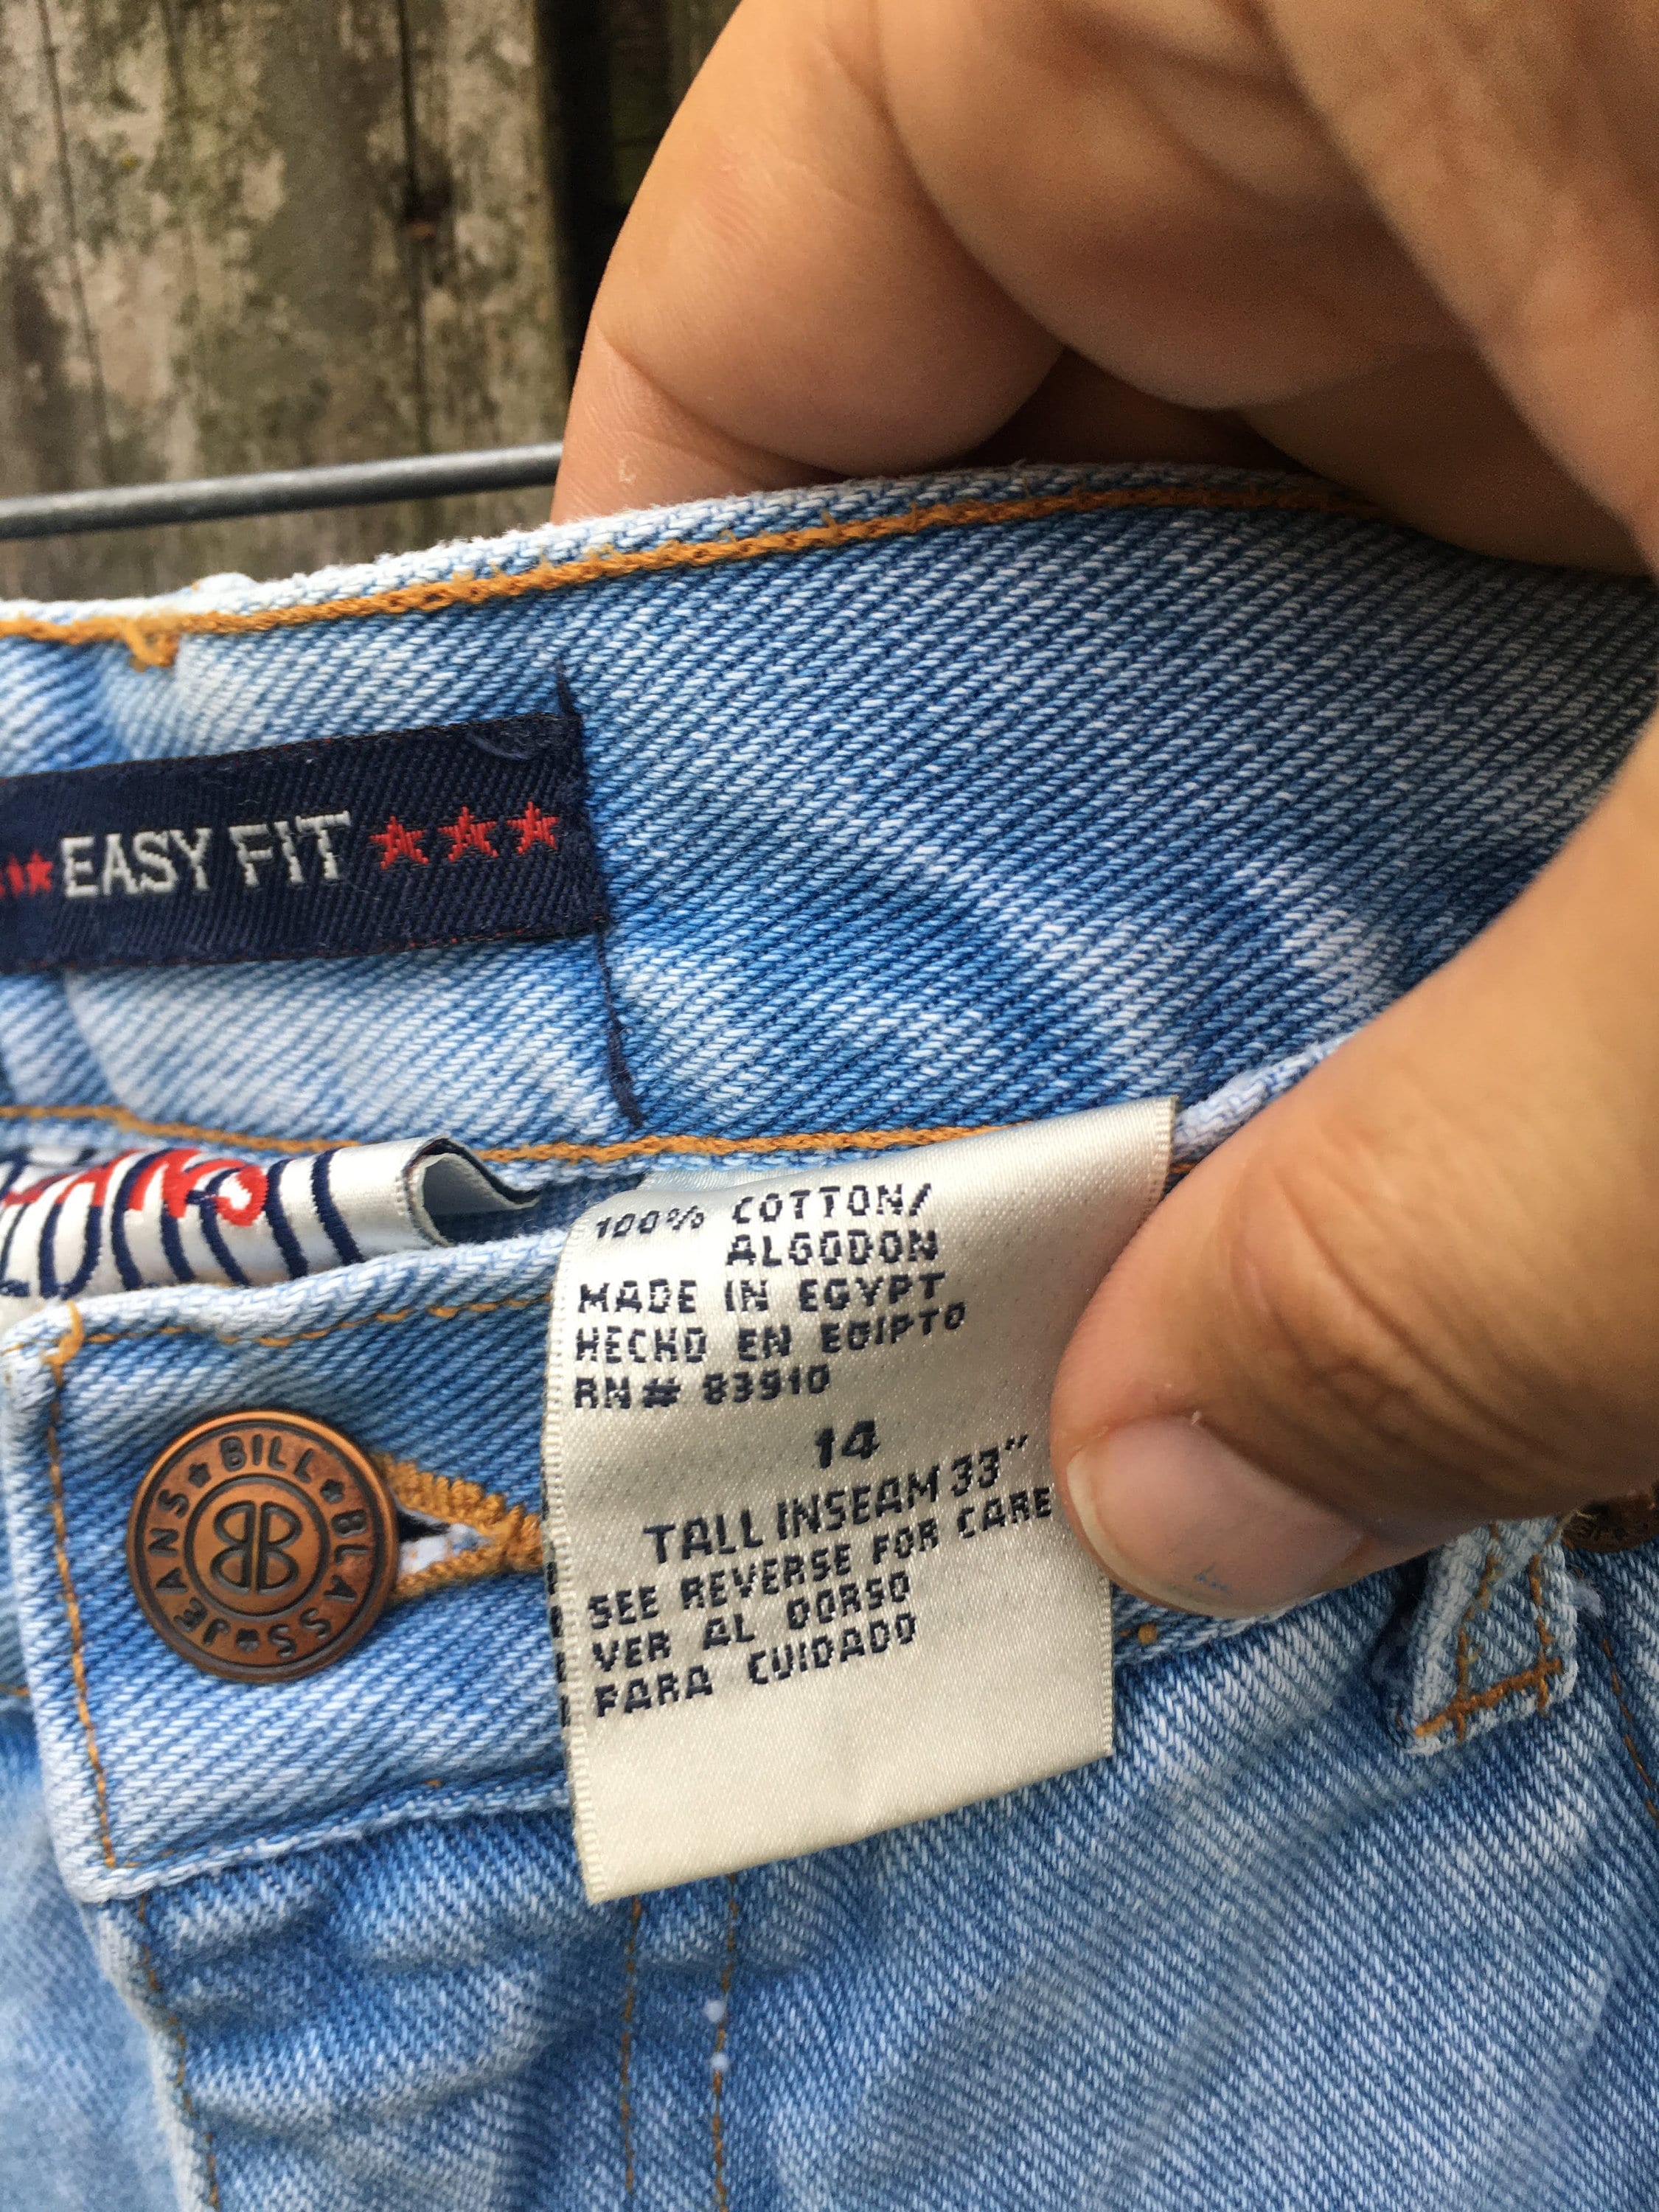 EASY FIT
100% COTTON/
ALGODON
MADE IN EGYPT
HECHO EN EGIPTO
RN# 83910
14
TALL INSEAM 33"
SEE REVERSE FOR CARE
VER AL DORSO
PARA CUIDADO
BILL BLASS JEANS
BB